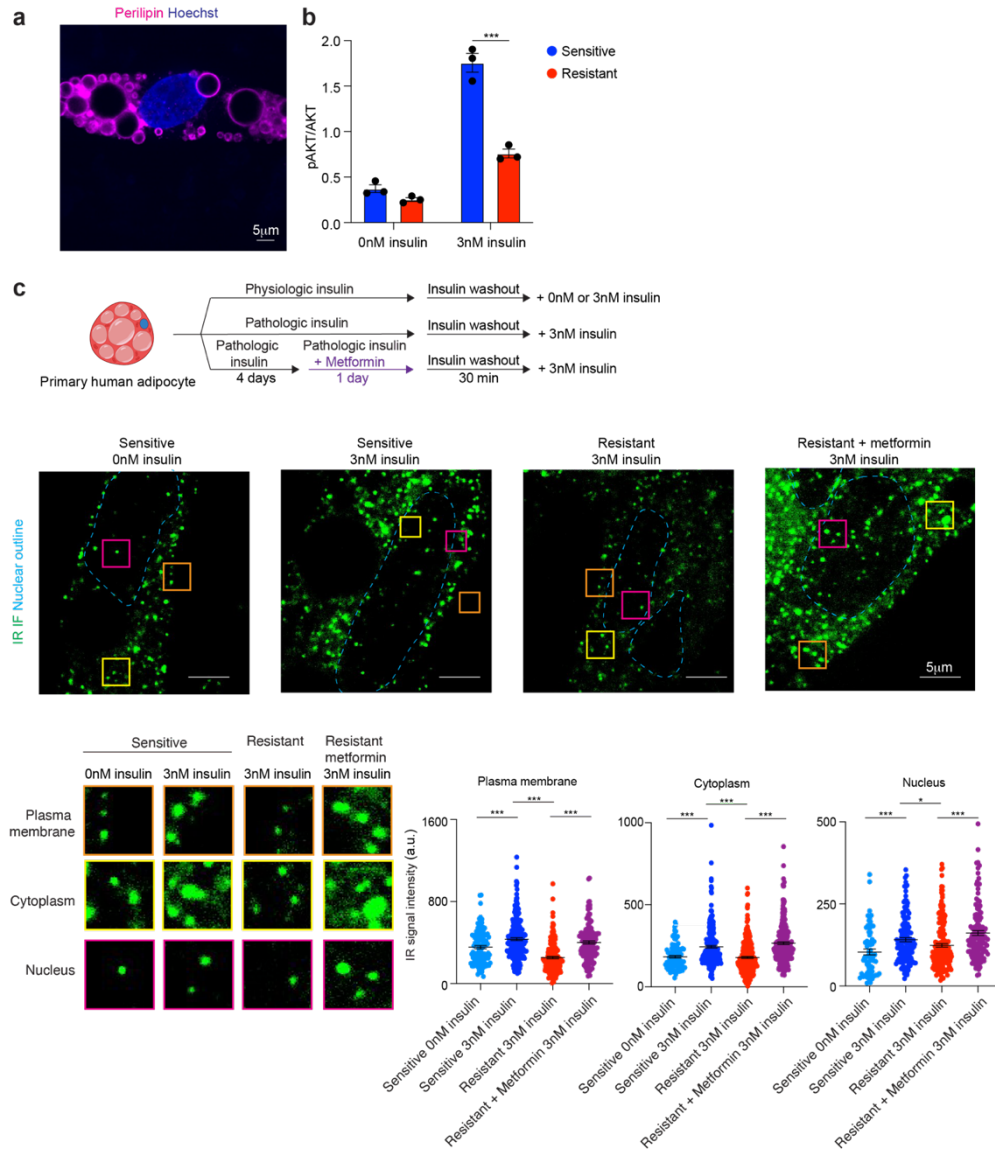 a
Perilipin Hoechst
5μm
b
***
Sensitive
Resistant
pAKT/AKT
2.0
1.5
1.0
0.5
0.0
0nM insulin
3nM insulin
c
Primary human adipocyte
Physiologic insulin
Insulin washout
+ 0nM or 3nM insulin
Pathologic insulin
Insulin washout
+ 3nM insulin
Pathologic
insulin
4 days
Pathologic insulin
+ Metformin
1 day
Insulin washout
30 min
+ 3nM insulin
Sensitive
0nM insulin
Sensitive
3nM insulin
Resistant
3nM insulin
Resistant + metformin
3nM insulin
IR IF Nuclear outline
5μm
Sensitive
Resistant
Resistant
metformin
0nM insulin
3nM insulin
3nM insulin
3nM insulin
Plasma
membrane
Cytoplasm
Nucleus
Plasma membrane
IR signal intensity (a.u.)
1600
800
0
***
***
***
Sensitive 0nM insulin
Sensitive 3nM insulin
Resistant 3nM insulin
Resistant + Metformin 3nM insulin
Cytoplasm
1000
500
0
***
***
***
Sensitive 0nM insulin
Sensitive 3nM insulin
Resistant 3nM insulin
Resistant + Metformin 3nM insulin
Nucleus
500
250
0
***
*
***
Sensitive 0nM insulin
Sensitive 3nM insulin
Resistant 3nM insulin
Resistant + Metformin 3nM insulin